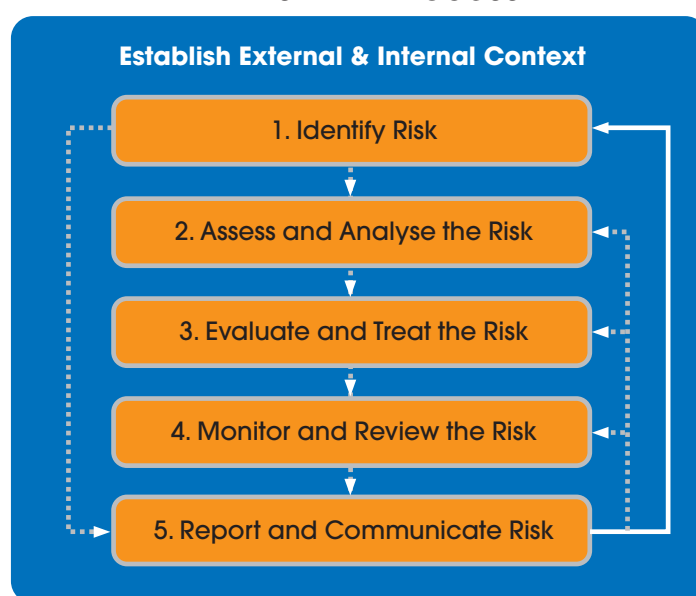 Establish External & Internal Context
1. Identify Risk
2. Assess and Analyse the Risk
3. Evaluate and Treat the Risk
4. Monitor and Review the Risk
5. Report and Communicate Risk